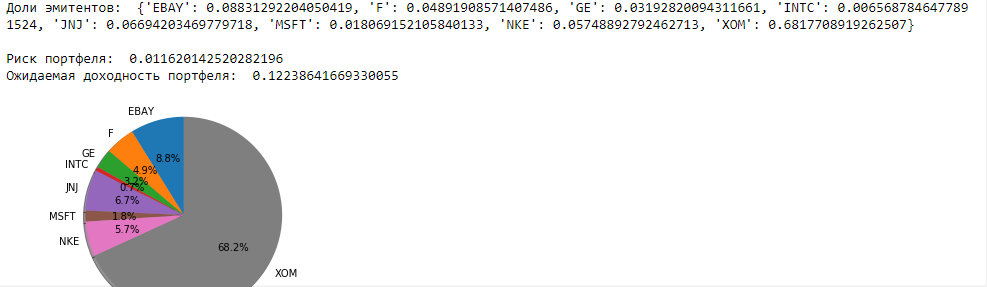 Доли эмитентов:  {'EBAY': 0.08831292204050419, 'F': 0.04891908571407486, 'GE': 0.03192820094311661, 'INTC': 0.006568784647789
1524, 'JNJ': 0.06694203469779718, 'MSFT': 0.018069152105840133, 'NKE': 0.05748892792462713, 'XOM': 0.6817708919262507}
Риск портфеля:  0.011620142520282196
Ожидаемая доходность портфеля:  0.12238641669330055
EBAY
F
8.8%
GE
4.9%
INTC
3.2%
0.7%
JNJ
6.7%
MSFT
1.8%
5.7%
NKE
68.2%
XOM